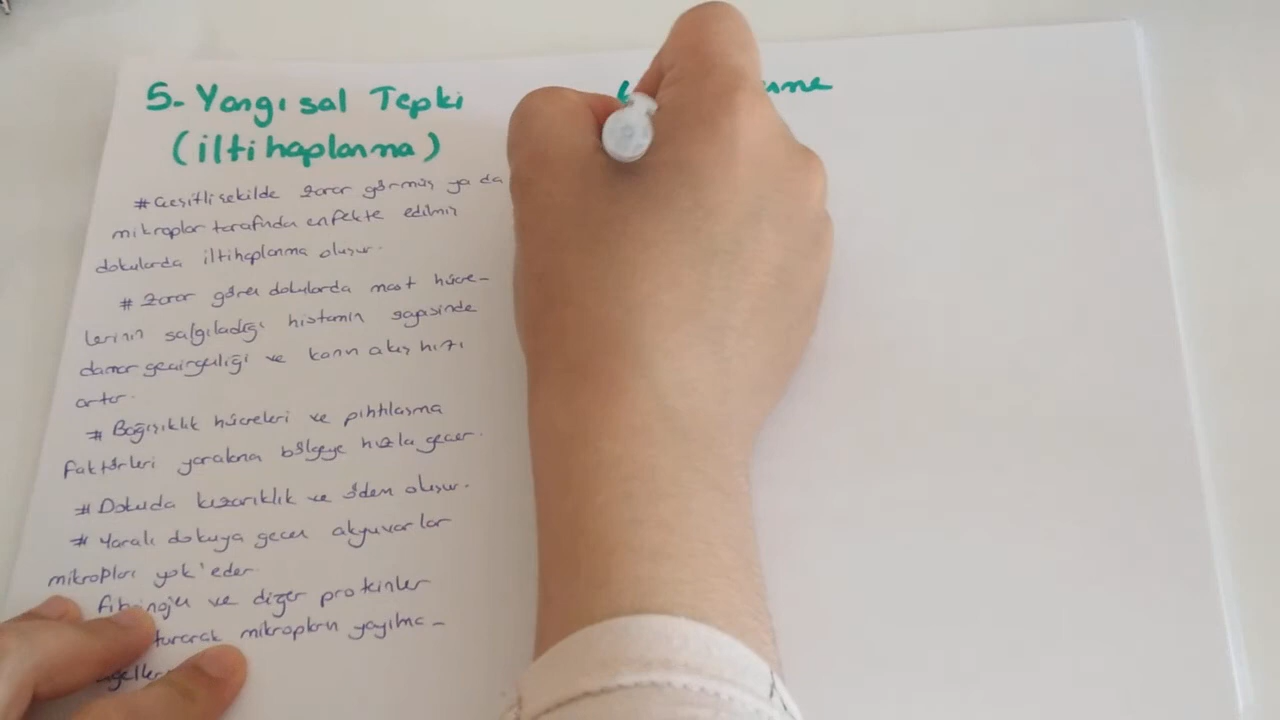 5- Yangısal Tepki
(iltihaplanma)
# Çeşitli şekilde zarar görmüş ya da
mikroplar tarafından enfekte edilmiş
dokularda iltihaplanma oluşur.
# Zarar gören dokularda mast hücre-
lerinin salgıladığı histamin sayesinde
damar geçirgenliği ve kanın akış hızı
artar.
# Bağışıklık hücreleri ve pıhtılaşma
faktörleri yaralanan bölgeye hızla geçer.
# Dokuda kızarıklık ve ödem oluşur.
# Yaralı dokuya geçen akyuvarlar
mikropları yok eder
ve diğer proteinler
mikropların yayılma-